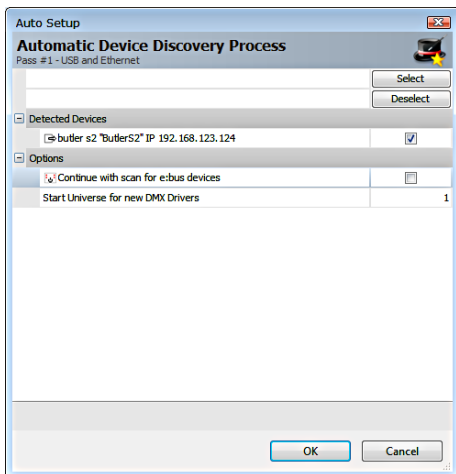 Auto Setup
Automatic Device Discovery Process
Pass #1 - USB and Ethernet
Select
Deselect
Detected Devices
butler s2 "ButlerS2" IP 192.168.123.124
Options
Continue with scan for e:bus devices
Start Universe for new DMX Drivers 1
OK Cancel